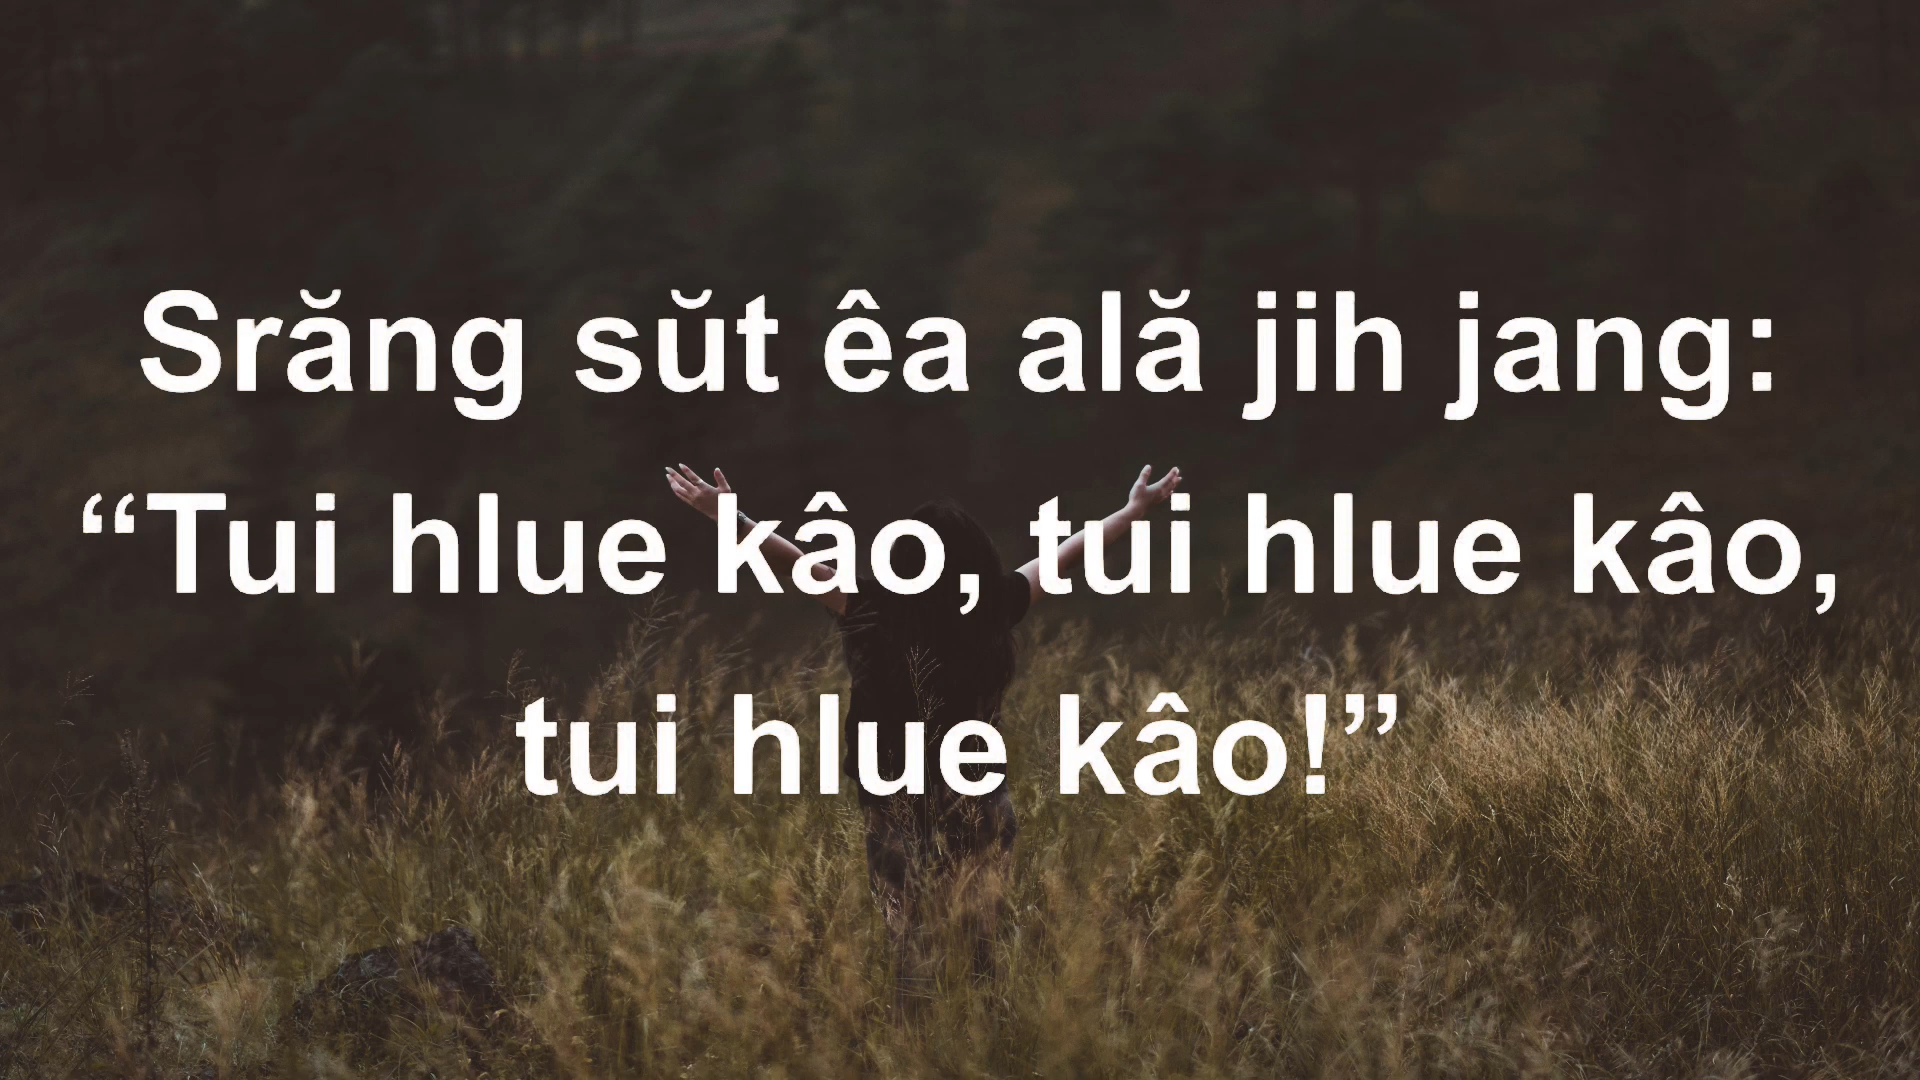 Srăng sŭt êa ală jih jang:
“Tui hlue kâo, tui hlue kâo,
tui hlue kâo!”